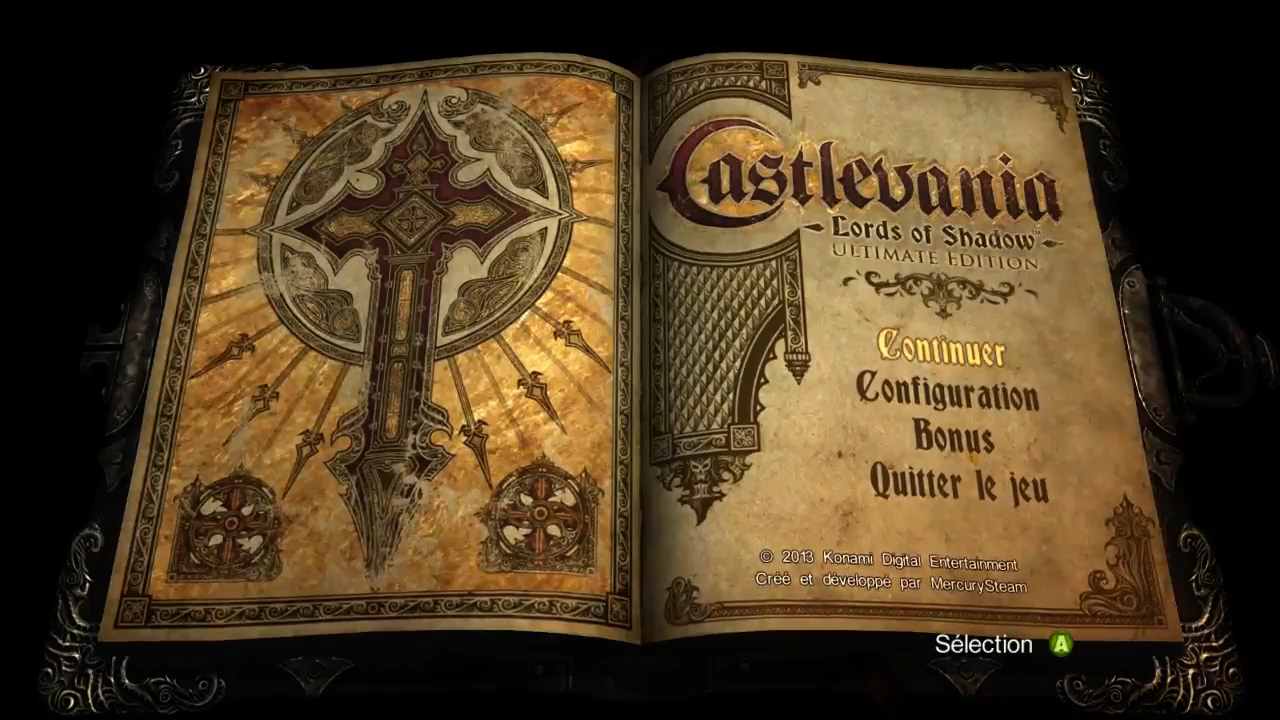 Castlevania
Lords of Shadow™
ULTIMATE EDITION
Continuer
Configuration
Bonus
Quitter le jeu
© 2013 Konami Digital Entertainment
Créé et développé par MercurySteam
Sélection A